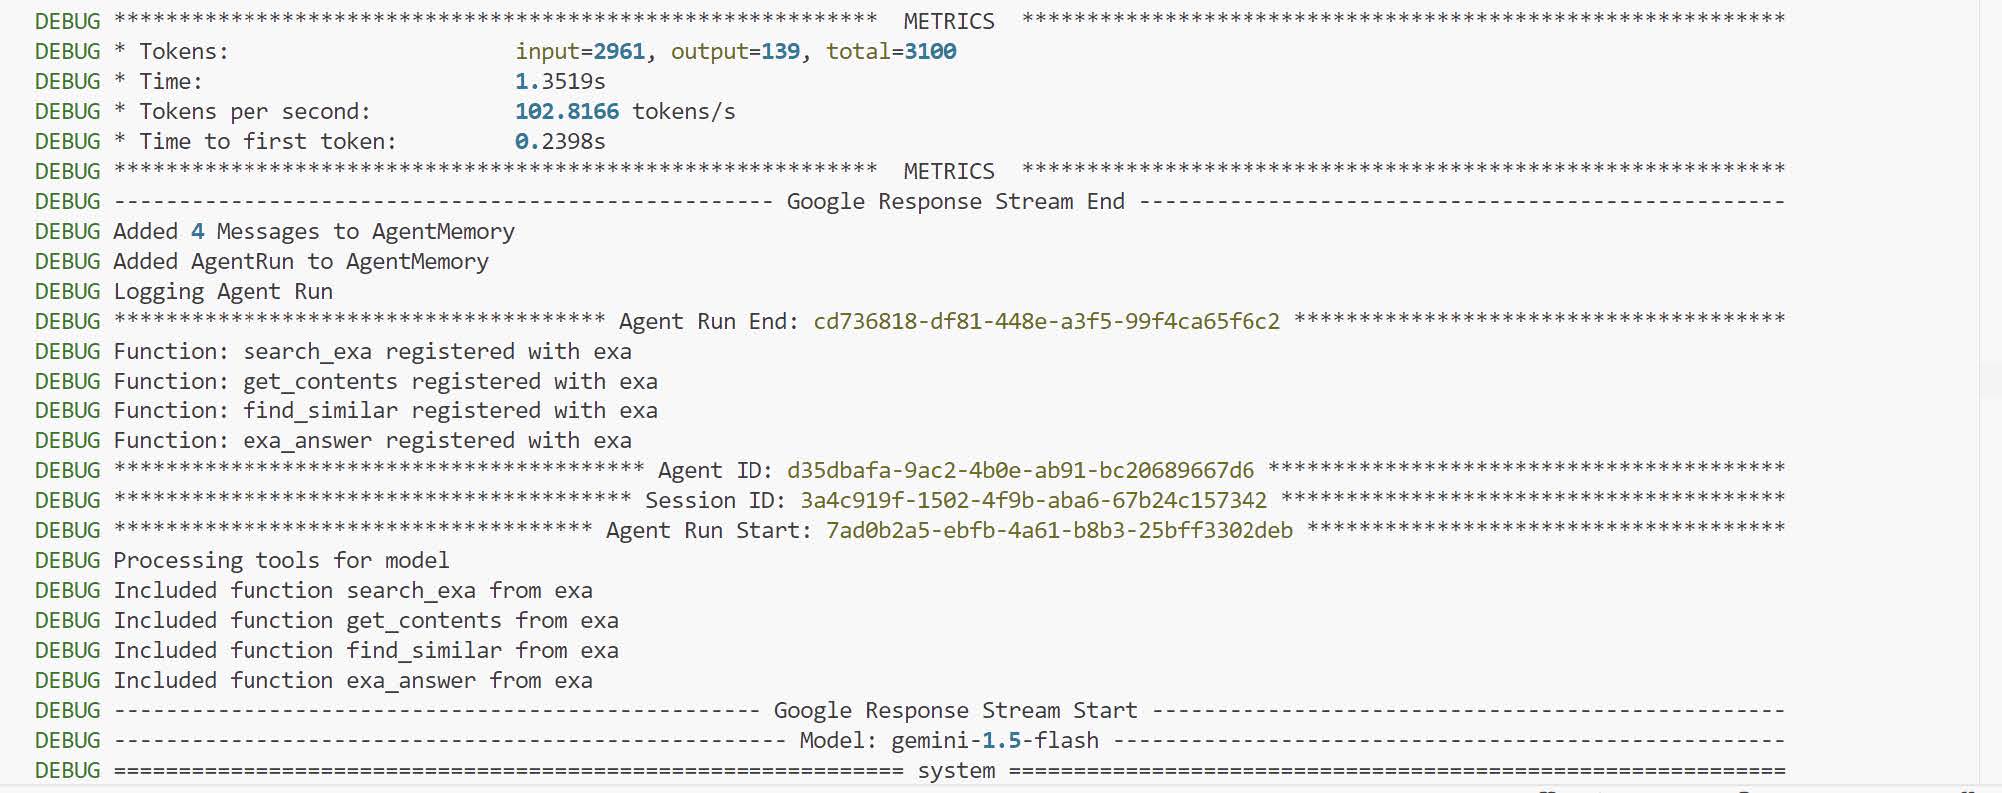 DEBUG *********************************************************** METRICS ***********************************************************
DEBUG * Tokens: input=2961, output=139, total=3100
DEBUG * Time: 1.3519s
DEBUG * Tokens per second: 102.8166 tokens/s
DEBUG * Time to first token: 0.2398s
DEBUG *********************************************************** METRICS ***********************************************************
DEBUG --------------------------------------------------- Google Response Stream End --------------------------------------------------
DEBUG Added 4 Messages to AgentMemory
DEBUG Added AgentRun to AgentMemory
DEBUG Logging Agent Run
DEBUG ************************************** Agent Run End: cd736818-df81-448e-a3f5-99f4ca65f6c2 **************************************
DEBUG Function: search_exa registered with exa
DEBUG Function: get_contents registered with exa
DEBUG Function: find_similar registered with exa
DEBUG Function: exa_answer registered with exa
DEBUG ***************************************** Agent ID: d35dbafa-9ac2-4b0e-ab91-bc20689667d6 ****************************************
DEBUG **************************************** Session ID: 3a4c919f-1502-4f9b-aba6-67b24c157342 ***************************************
DEBUG ************************************* Agent Run Start: 7ad0b2a5-ebfb-4a61-b8b3-25bff3302deb *************************************
DEBUG Processing tools for model
DEBUG Included function search_exa from exa
DEBUG Included function get_contents from exa
DEBUG Included function find_similar from exa
DEBUG Included function exa_answer from exa
DEBUG -------------------------------------------------- Google Response Stream Start -------------------------------------------------
DEBUG ---------------------------------------------------- Model: gemini-1.5-flash ----------------------------------------------------
DEBUG ============================================================= system ============================================================